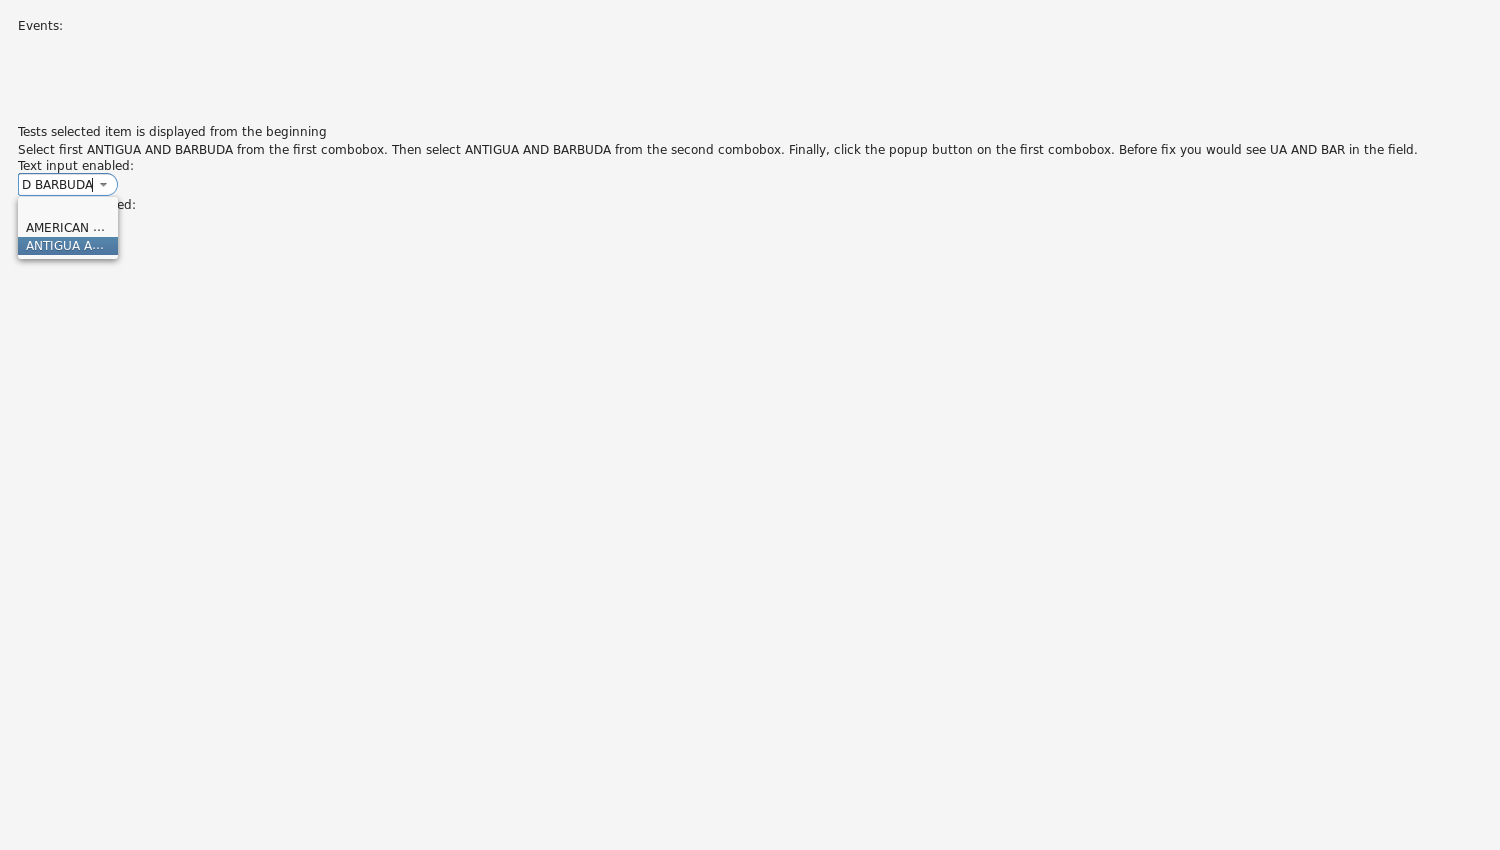 Events:
Tests selected item is displayed from the beginning
Select first ANTIGUA AND BARBUDA from the first combobox. Then select ANTIGUA AND BARBUDA from the second combobox. Finally, click the popup button on the first combobox. Before fix you would see UA AND BAR in the field.
Text input enabled:
D BARBUDA
ed:
AMERICAN ...
ANTIGUA A...